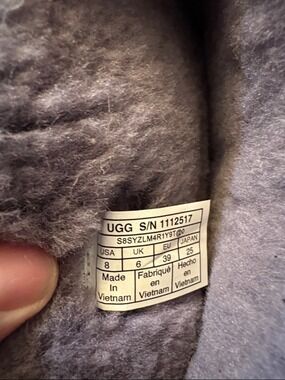 UGG S/N 1112517
USA UK EU JAPAN
8 6 39 25
Made Fabriqué Hecho
In en en
Vietnam Vietnam Vietnam